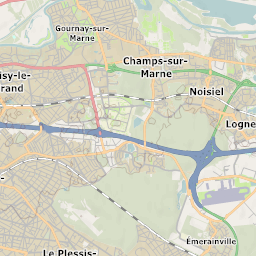 Gournay-sur-
Marne
Champs-sur-
Marne
isy-le-
rand
Noisiel
Logne
Émerainville
Le Plessis-